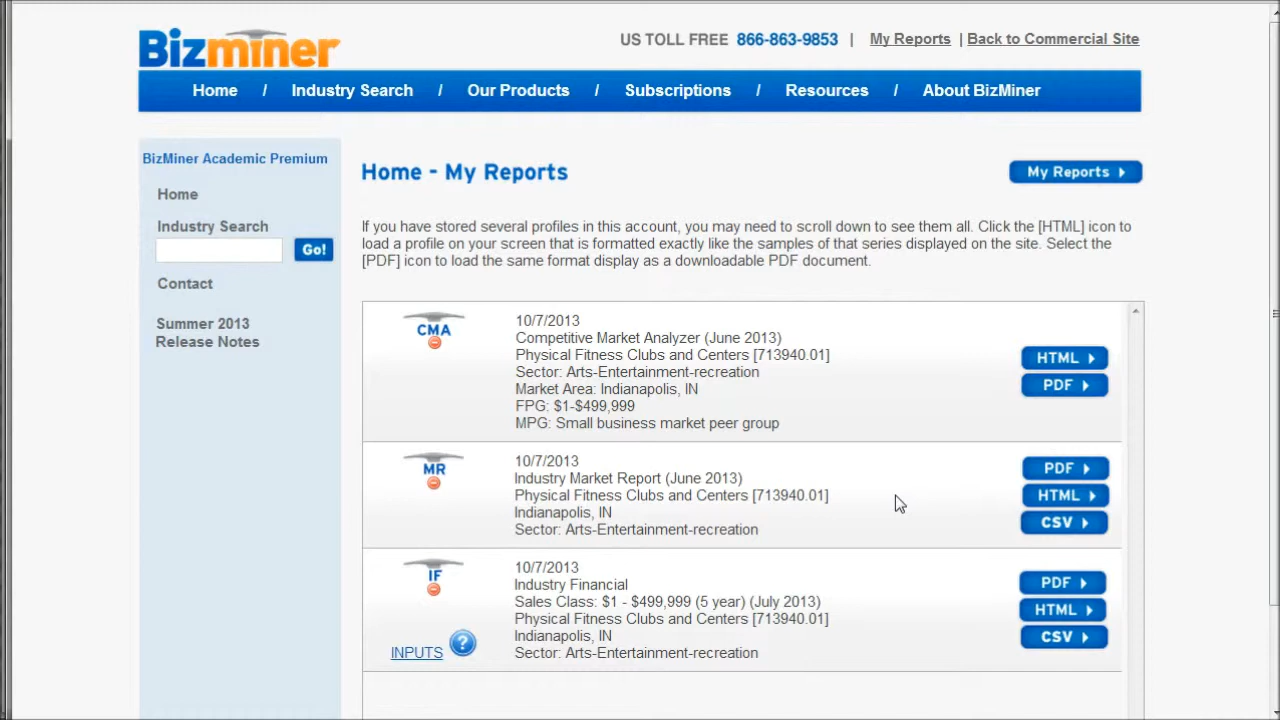 Bizminer
US TOLL FREE 866-863-9853 | My Reports | Back to Commercial Site
Home / Industry Search / Our Products / Subscriptions / Resources / About BizMiner
BizMiner Academic Premium
Home
Industry Search
Go!
Contact
Summer 2013
Release Notes
Home - My Reports
My Reports
If you have stored several profiles in this account, you may need to scroll down to see them all. Click the [HTML] icon to
load a profile on your screen that is formatted exactly like the samples of that series displayed on the site. Select the
[PDF] icon to load the same format display as a downloadable PDF document.
CMA
10/7/2013
Competitive Market Analyzer (June 2013)
Physical Fitness Clubs and Centers [713940.01]
Sector: Arts-Entertainment-recreation
Market Area: Indianapolis, IN
FPG: $1-$499,999
MPG: Small business market peer group
HTML
PDF
MR
10/7/2013
Industry Market Report (June 2013)
Physical Fitness Clubs and Centers [713940.01]
Indianapolis, IN
Sector: Arts-Entertainment-recreation
PDF
HTML
CSV
IF
INPUTS ?
10/7/2013
Industry Financial
Sales Class: $1 - $499,999 (5 year) (July 2013)
Physical Fitness Clubs and Centers [713940.01]
Indianapolis, IN
Sector: Arts-Entertainment-recreation
PDF
HTML
CSV